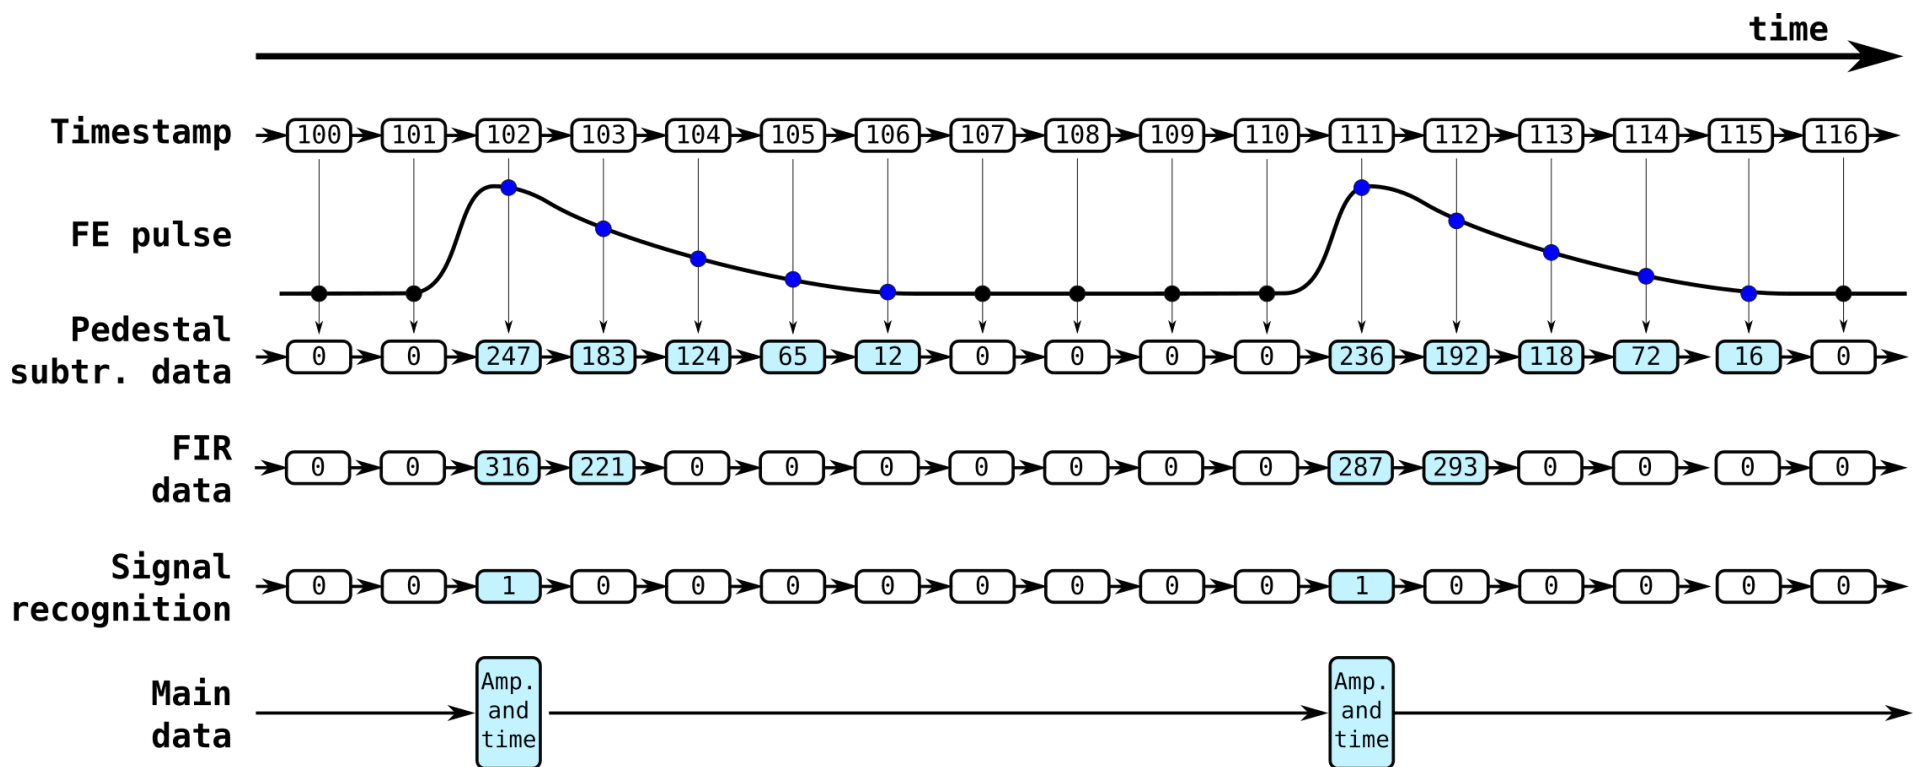 time
Timestamp 100 101 102 103 104 105 106 107 108 109 110 111 112 113 114 115 116
FE pulse
Pedestal
subtr. data 0 0 247 183 124 65 12 0 0 0 0 236 192 118 72 16 0
FIR
data 0 0 316 221 0 0 0 0 0 0 0 287 293 0 0 0 0
Signal
recognition 0 0 1 0 0 0 0 0 0 0 0 1 0 0 0 0 0
Main
data
Amp.
and
time
Amp.
and
time